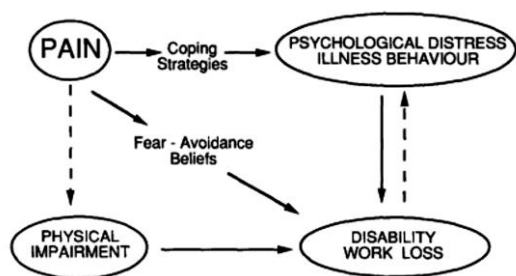 PAIN
Coping
Strategies
PSYCHOLOGICAL DISTRESS
ILLNESS BEHAVIOUR
Fear - Avoidance
Beliefs
PHYSICAL
IMPAIRMENT
DISABILITY
WORK LOSS